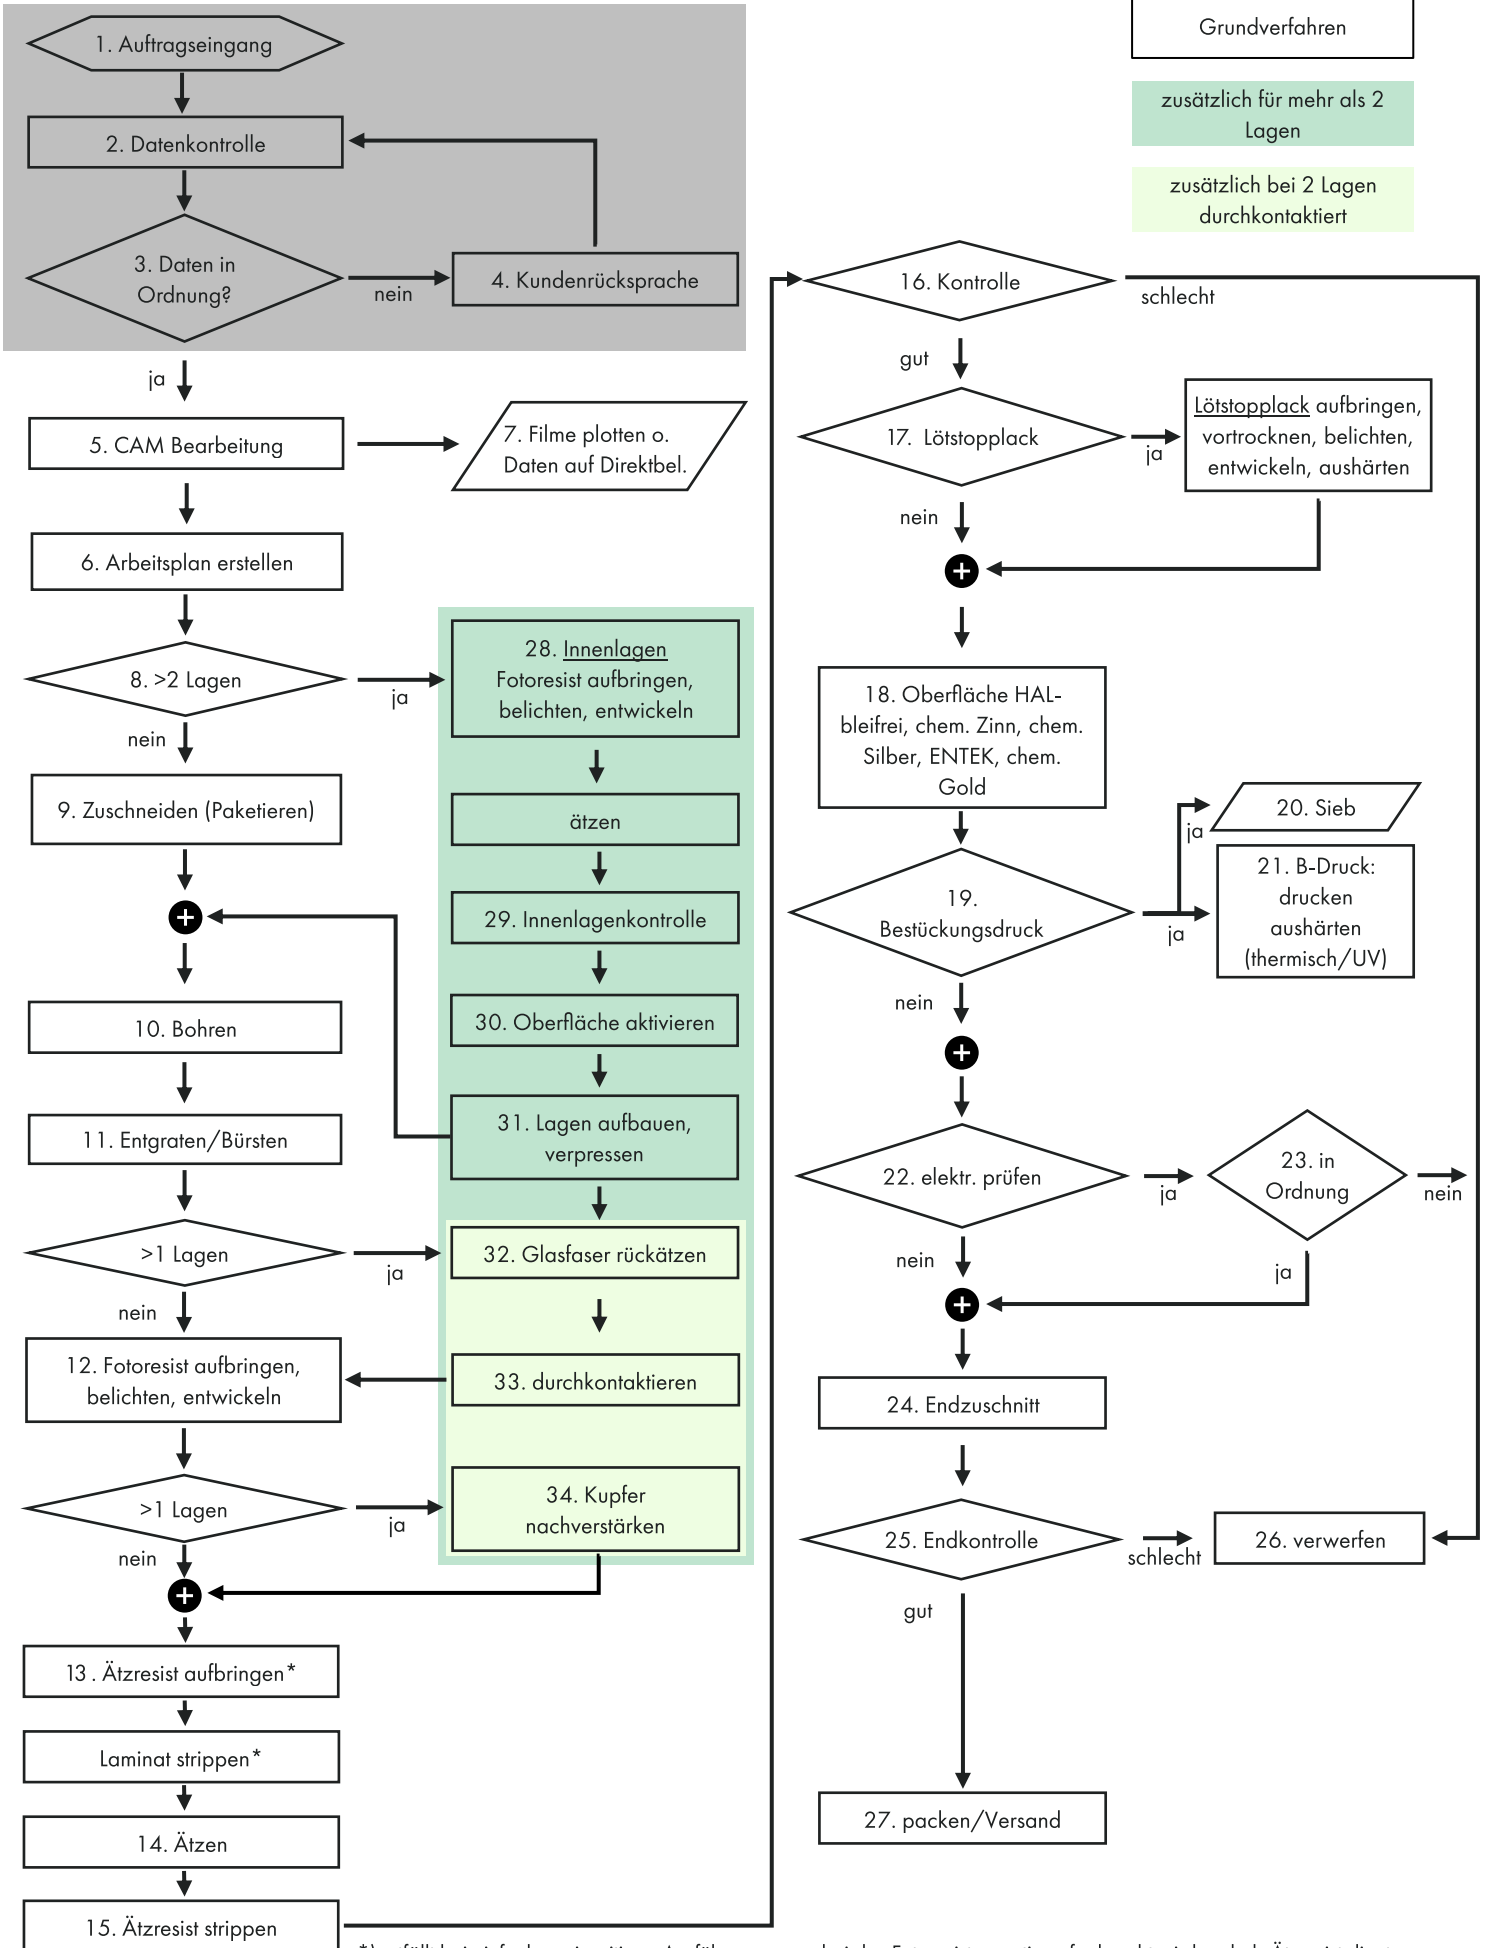 1. Auftragseingang
2. Datenkontrolle
3. Daten in
Ordnung?
nein
4. Kundenrücksprache
ja
5. CAM Bearbeitung
7. Filme plotten o.
Daten auf Direktbel.
6. Arbeitsplan erstellen
8. >2 Lagen
ja
nein
9. Zuschneiden (Paketieren)
10. Bohren
11. Entgraten/Bürsten
>1 Lagen
ja
nein
12. Fotoresist aufbringen,
belichten, entwickeln
>1 Lagen
ja
nein
13. Ätzresist aufbringen*
Laminat strippen*
14. Ätzen
15. Ätzresist strippen
28. Innenlagen
Fotoresist aufbringen,
belichten, entwickeln
ätzen
29. Innenlagenkontrolle
30. Oberfläche aktivieren
31. Lagen aufbauen,
verpressen
32. Glasfaser rückätzen
33. durchkontaktieren
34. Kupfer
nachverstärken
Grundverfahren
zusätzlich für mehr als 2
Lagen
zusätzlich bei 2 Lagen
durchkontaktiert
16. Kontrolle
schlecht
gut
17. Lötstopplack
ja
Lötstopplack aufbringen,
vortrocknen, belichten,
entwickeln, aushärten
nein
18. Oberfläche HAL-
bleifrei, chem. Zinn, chem.
Silber, ENTEK, chem.
Gold
19.
Bestückungsdruck
ja
20. Sieb
ja
21. B-Druck:
drucken
aushärten
(thermisch/UV)
nein
22. elektr. prüfen
ja
23. in
Ordnung
nein
nein
ja
24. Endzuschnitt
25. Endkontrolle
schlecht
26. verwerfen
gut
27. packen/Versand